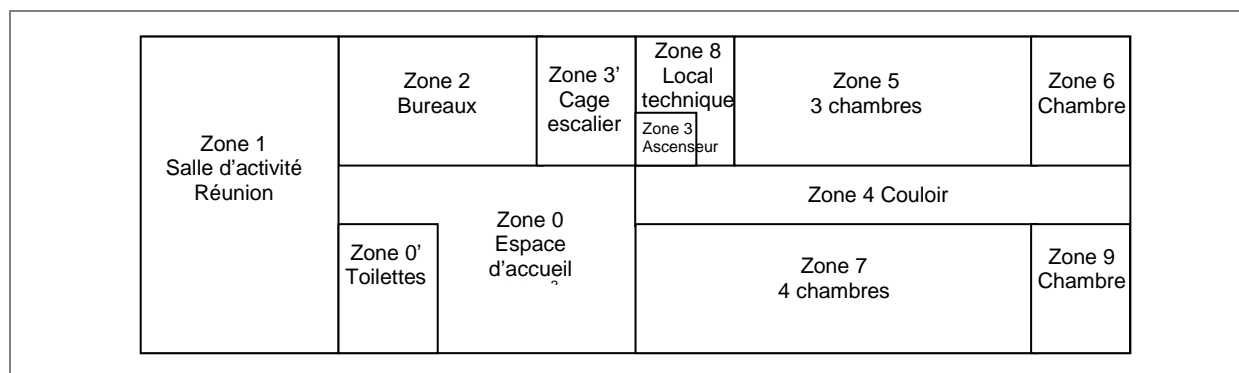 Zone 1
Salle d’activité
Réunion
Zone 2
Bureaux
Zone 3’
Cage
escalier
Zone 8
Local
technique
Zone 3
Ascenseur
Zone 5
3 chambres
Zone 6
Chambre
Zone 4 Couloir
Zone 0
Espace
d’accueil
Zone 0’
Toilettes
Zone 7
4 chambres
Zone 9
Chambre